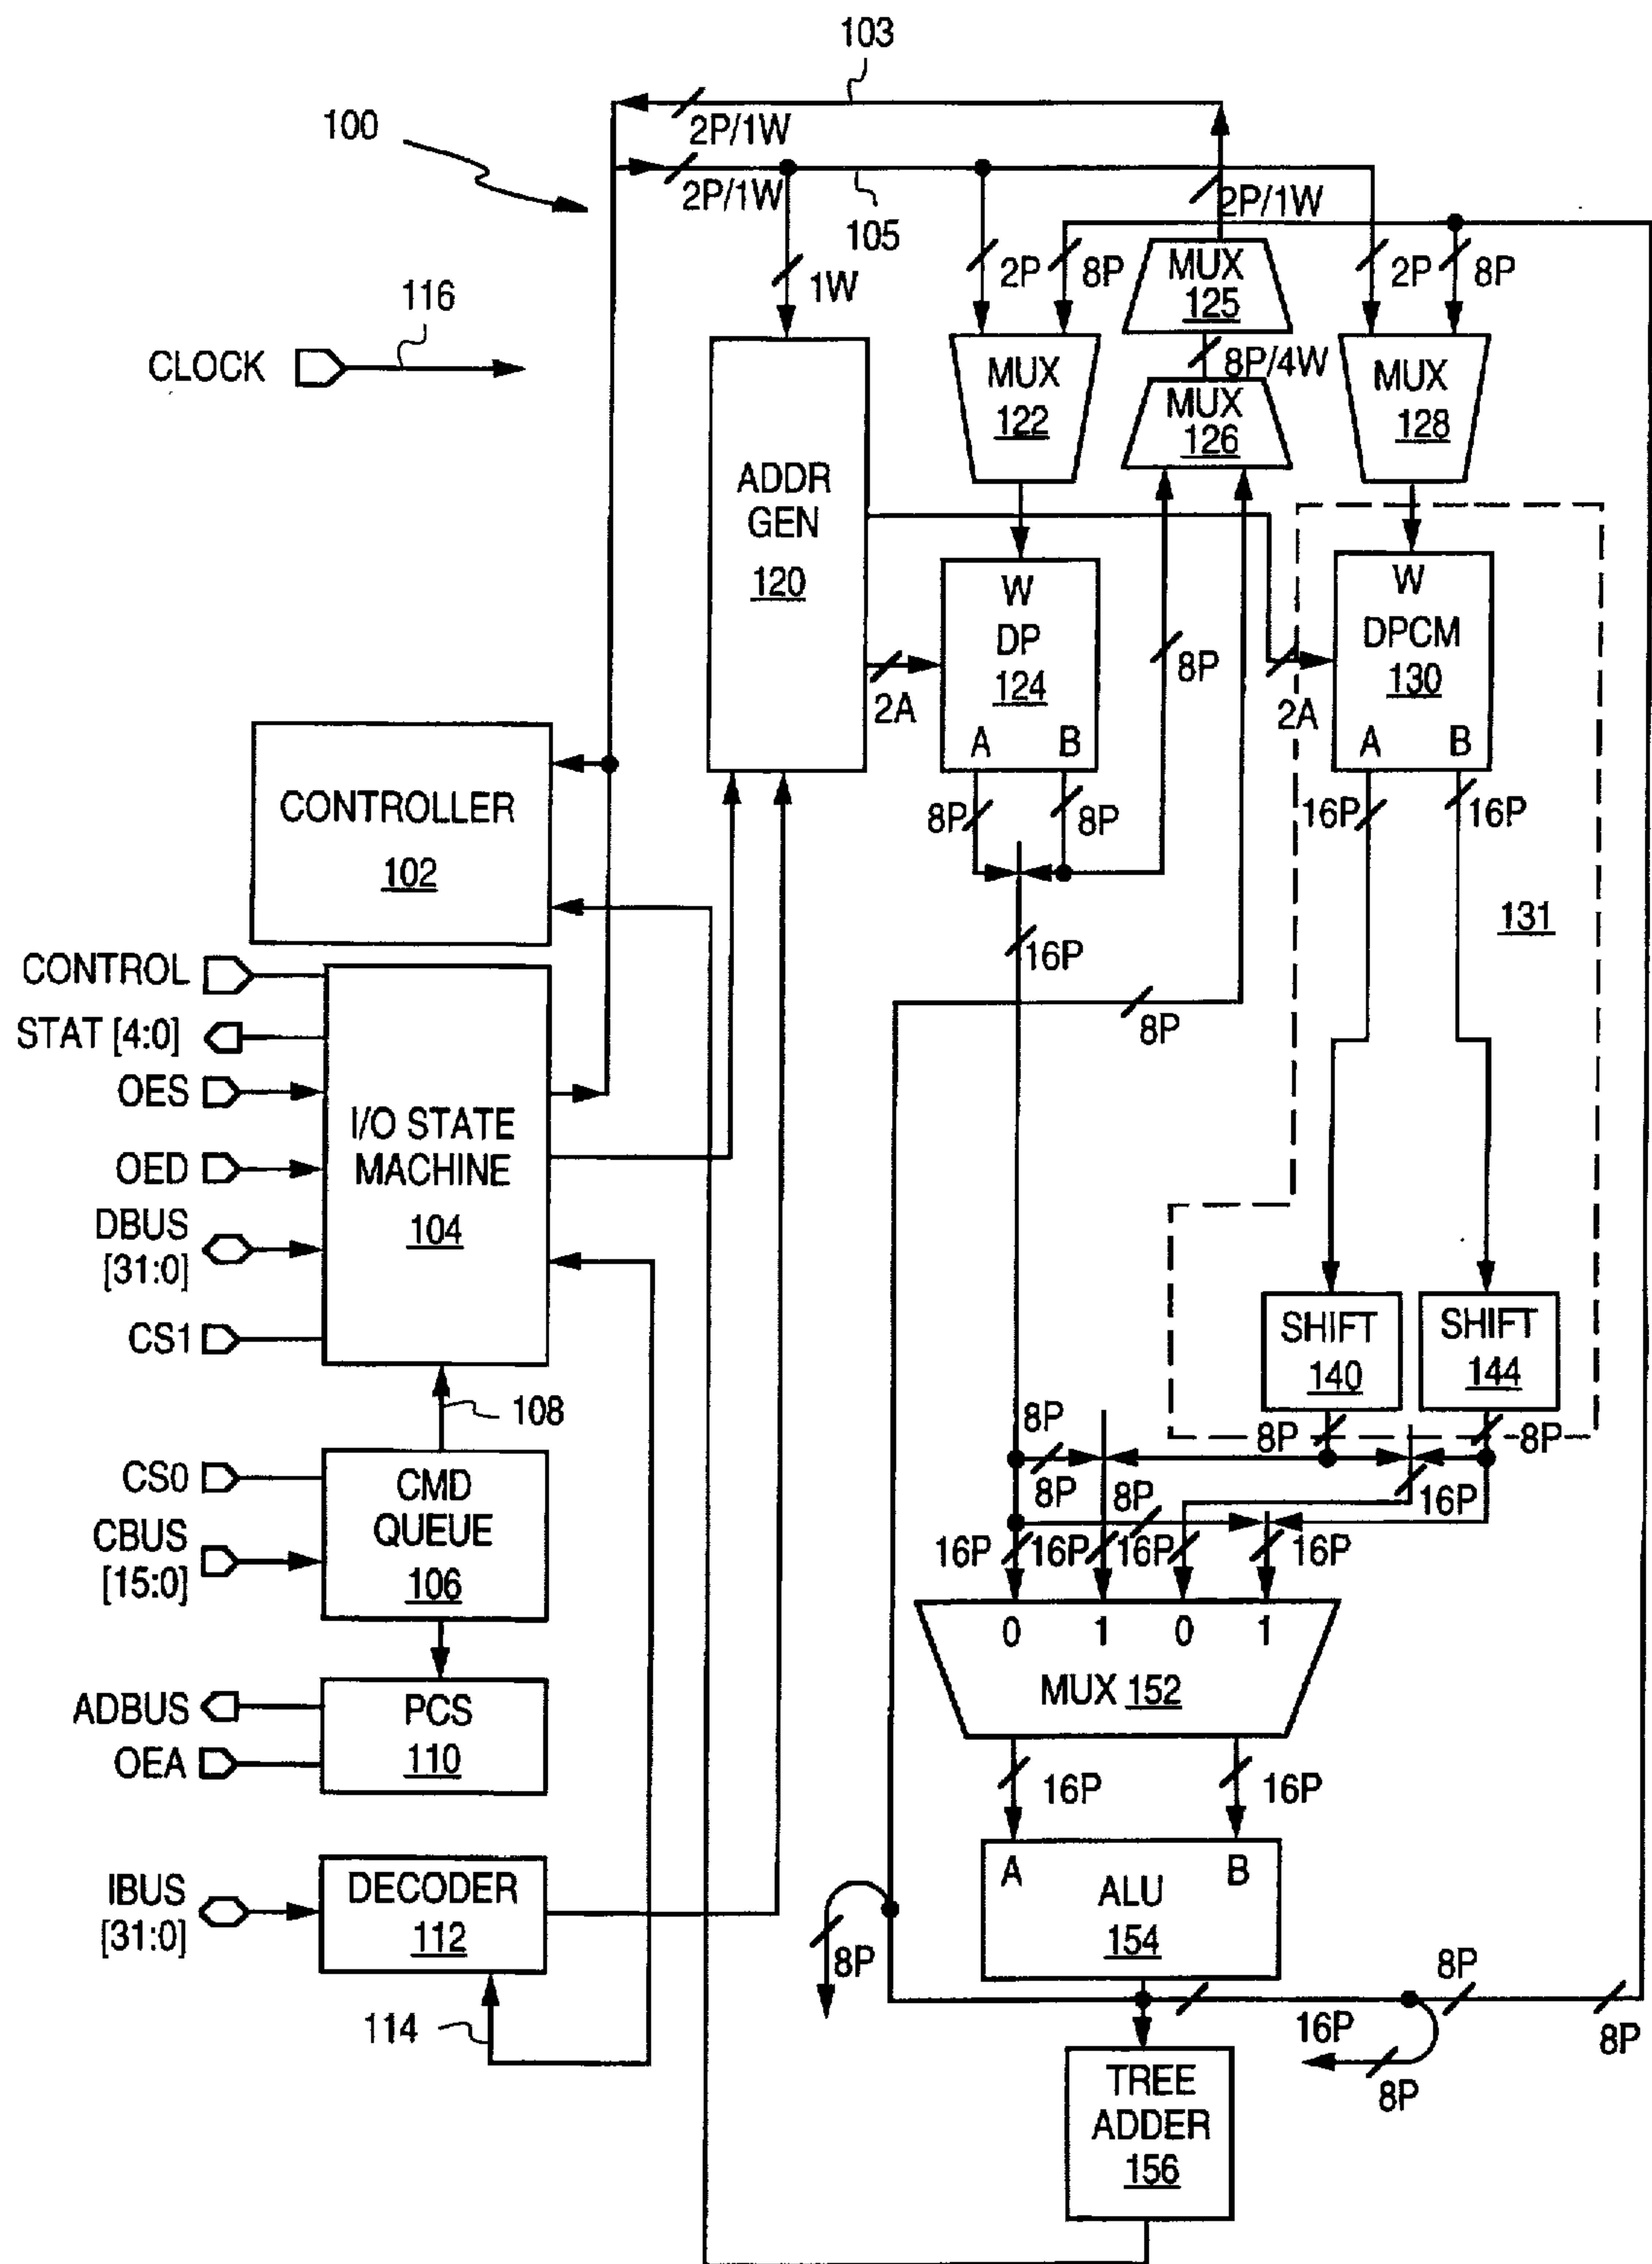 103
100
2P/1W
2P/1W
105
2P/1W
116
CLOCK
1W
2P
8P
2P
8P
MUX
125
8P/4W
MUX
122
MUX
126
MUX
128
ADDR
GEN
120
W
DP
124
A B
2A
8P
W
DPCM
130
A B
2A
8P
8P
16P
16P
131
16P
8P
CONTROLLER
102
CONTROL
STAT [4:0]
OES
OED
DBUS
[31:0]
CS1
I/O STATE
MACHINE
104
108
CS0
CBUS
[15:0]
CMD
QUEUE
106
ADBUS
OEA
PCS
110
IBUS
[31:0]
DECODER
112
114
SHIFT
140
SHIFT
144
8P
8P
8P
8P
8P
16P
16P
16P
16P
16P
0 1 0 1
MUX 152
16P
16P
A B
ALU
154
8P
16P
8P
8P
8P
TREE
ADDER
156